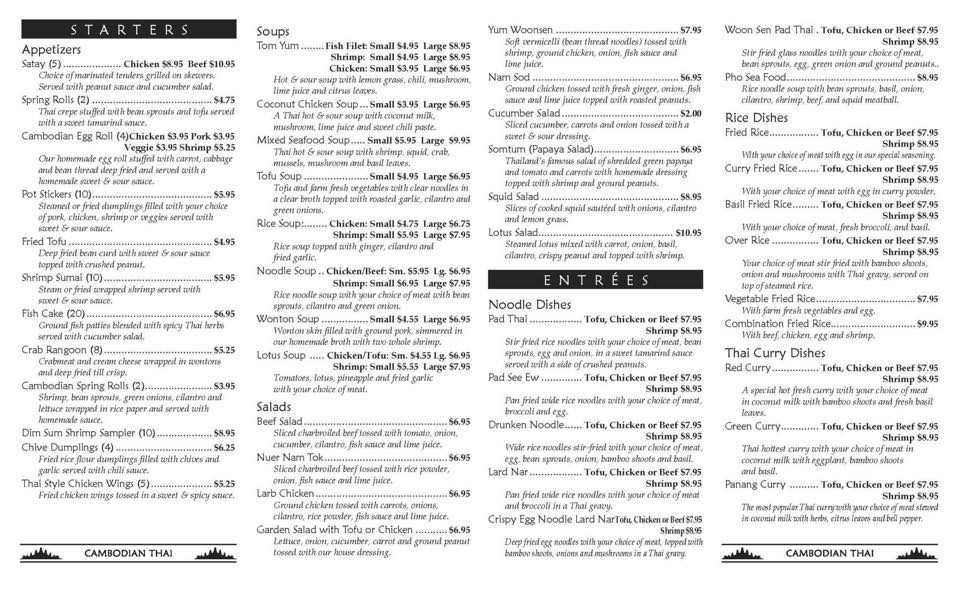 STARTERS
Appetizers
Satay (5) .................... Chicken $8.95 Beef $10.95
Choice of marinated tenders grilled on skewers.
Served with peanut sauce and cucumber salad.
Spring Rolls (2) ......................................... $4.75
Thai crepe stuffed with bean sprouts and tofu served
with a sweet tamarind sauce.
Cambodian Egg Roll (4)Chicken $3.95 Pork $3.95
Veggie $3.95 Shrimp $5.25
Our homemade egg roll stuffed with carrot, cabbage
and bean thread deep fried and served with a
homemade sweet & sour sauce.
Pot Stickers (10)......................................... $5.95
Steamed or fried dumplings filled with your choice
of pork, chicken, shrimp or veggies served with
sweet & sour sauce.
Fried Tofu ................................................. $4.95
Deep fried bean curd with sweet & sour sauce
topped with crushed peanut.
Shrimp Sumai (10) ..................................... $5.95
Steam or fried wrapped shrimp served with
sweet & sour sauce.
Fish Cake (20) ........................................... $6.95
Ground fish patties blended with spicy Thai herbs
served with cucumber salad.
Crab Rangoon (8) ..................................... $5.25
Crabmeat and cream cheese wrapped in wontons
and deep fried till crisp.
Cambodian Spring Rolls (2)....................... $3.95
Shrimp, bean sprouts, green onions, cilantro and
lettuce wrapped in rice paper and served with
homemade sauce.
Dim Sum Shrimp Sampler (10) ................... $8.95
Chive Dumplings (4) ................................. $6.25
Fried rice flour dumplings filled with chives and
garlic served with chili sauce.
Thai Style Chicken Wings (5) ..................... $5.25
Fried chicken wings tossed in a sweet & spicy sauce.
CAMBODIAN THAI
Soups
Tom Yum ........ Fish Filet: Small $4.95 Large $8.95
Shrimp: Small $4.95 Large $8.95
Chicken: Small $3.95 Large $6.95
Hot & sour soup with lemon grass, chili, mushroom,
lime juice and citrus leaves.
Coconut Chicken Soup ... Small $3.95 Large $6.95
A Thai hot & sour soup with coconut milk,
mushroom, lime juice and sweet chili paste.
Mixed Seafood Soup..... Small $5.95 Large $9.95
Thai hot & sour soup with shrimp, squid, crab,
mussels, mushroom and basil leaves.
Tofu Soup ...................... Small $4.95 Large $6.95
Tofu and farm fresh vegetables with clear noodles in
a clear broth topped with roasted garlic, cilantro and
green onions.
Rice Soup:........ Chicken: Small $4.75 Large $6.75
Shrimp: Small $5.95 Large $7.95
Rice soup topped with ginger, cilantro and
fried garlic.
Noodle Soup .. Chicken/Beef: Sm. $5.95 Lg. $6.95
Shrimp: Small $6.95 Large $7.95
Rice noodle soup with your choice of meat with bean
sprouts, cilantro and green onion.
Wonton Soup ................ Small $4.55 Large $6.95
Wonton skin filled with ground pork, simmered in
our homemade broth with two whole shrimp.
Lotus Soup ..... Chicken/Tofu: Sm. $4.55 Lg. $6.95
Shrimp: Small $5.55 Large $7.95
Tomatoes, lotus, pineapple and fried garlic
with your choice of meat.
Salads
Beef Salad ................................................. $6.95
Sliced charbroiled beef tossed with tomato, onion,
cucumber, cilantro, fish sauce and lime juice.
Nuer Nam Tok .......................................... $6.95
Sliced charbroiled beef tossed with rice powder,
onion, fish sauce and lime juice.
Larb Chicken ............................................. $6.95
Ground chicken tossed with carrots, onions,
cilantro, rice powder, fish sauce and lime juice.
Garden Salad with Tofu or Chicken ........... $6.95
Lettuce, onion, cucumber, carrot and ground peanut
tossed with our house dressing.
Yum Woonsen .......................................... $7.95
Soft vermicelli (bean thread noodles) tossed with
shrimp, ground chicken, onion, fish sauce and
lime juice.
Nam Sod .................................................. $6.95
Ground chicken tossed with fresh ginger, onion, fish
sauce and lime juice topped with roasted peanuts.
Cucumber Salad ........................................ $2.00
Sliced cucumber, carrots and onion tossed with a
sweet & sour dressing.
Somtum (Papaya Salad)............................. $6.95
Thailand's famous salad of shredded green papaya
and tomato and carrots with homemade dressing
topped with shrimp and ground peanuts.
Squid Salad ............................................... $8.95
Slices of cooked squid sautéed with onions, cilantro
and lemon grass.
Lotus Salad.............................................. $10.95
Steamed lotus mixed with carrot, onion, basil,
cilantro, crispy peanut and topped with shrimp.
ENTRÉES
Noodle Dishes
Pad Thai .................. Tofu, Chicken or Beef $7.95
Shrimp $8.95
Stir fried rice noodles with your choice of meat, bean
sprouts, egg and onion, in a sweet tamarind sauce
served with a side of crushed peanuts.
Pad See Ew .............. Tofu, Chicken or Beef $7.95
Shrimp $8.95
Pan fried wide rice noodles with your choice of meat,
broccoli and egg.
Drunken Noodle...... Tofu, Chicken or Beef $7.95
Shrimp $8.95
Wide rice noodles stir-fried with your choice of meat,
egg, bean sprouts, onion, bamboo shoots and basil.
Lard Nar .................. Tofu, Chicken or Beef $7.95
Shrimp $8.95
Pan fried wide rice noodles with your choice of meat
and broccoli in a Thai gravy.
Crispy Egg Noodle Lard NarTofu, Chicken or Beef $7.95
Shrimp $8.95
Deep fried egg noodles with your choice of meat, topped with
bamboo shoots, onions and mushrooms in a Thai gravy.
Woon Sen Pad Thai . Tofu, Chicken or Beef $7.95
Shrimp $8.95
Stir fried glass noodles with your choice of meat,
bean sprouts, egg, green onion and ground peanuts..
Pho Sea Food............................................ $8.95
Rice noodle soup with bean sprouts, basil, onion,
cilantro, shrimp, beef, and squid meatball.
Rice Dishes
Fried Rice................. Tofu, Chicken or Beef $7.95
Shrimp $8.95
With your choice of meat with egg in our special seasoning.
Curry Fried Rice....... Tofu, Chicken or Beef $7.95
Shrimp $8.95
With your choice of meat with egg in curry powder.
Basil Fried Rice......... Tofu, Chicken or Beef $7.95
Shrimp $8.95
With your choice of meat, fresh broccoli, and basil.
Over Rice ................ Tofu, Chicken or Beef $7.95
Shrimp $8.95
Your choice of meat stir fried with bamboo shoots,
onion and mushrooms with Thai gravy, served on
top of steamed rice.
Vegetable Fried Rice.................................. $7.95
With farm fresh vegetables and egg.
Combination Fried Rice............................. $9.95
With beef, chicken, egg and shrimp.
Thai Curry Dishes
Red Curry................ Tofu, Chicken or Beef $7.95
Shrimp $8.95
A special hot fresh curry with your choice of meat
in coconut milk with bamboo shoots and fresh basil
leaves.
Green Curry............. Tofu, Chicken or Beef $7.95
Shrimp $8.95
Thai hottest curry with your choice of meat in
coconut milk with eggplant, bamboo shoots
and basil.
Panang Curry .......... Tofu, Chicken or Beef $7.95
Shrimp $8.95
The most popular Thai curry with your choice of meat stewed
in coconut milk with herbs, citrus leaves and bell pepper.
CAMBODIAN THAI